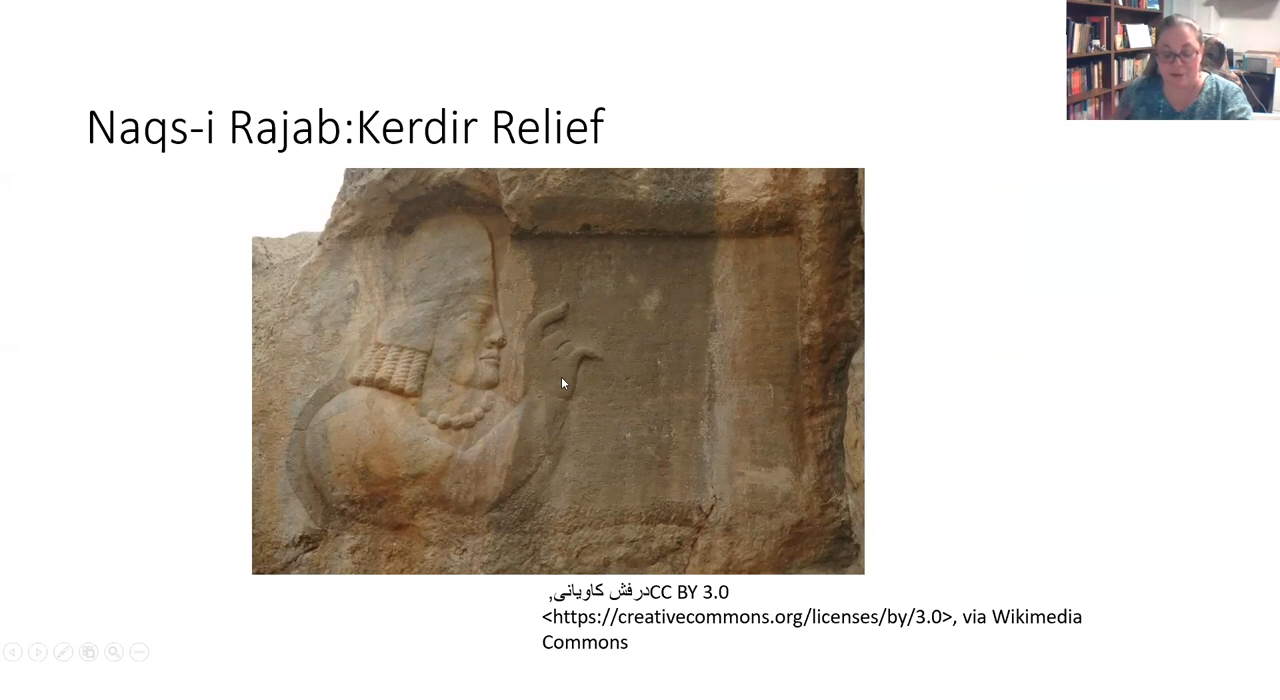 Naqs-i Rajab:Kerdir Relief
درفش کاویانی, CC BY 3.0
<https://creativecommons.org/licenses/by/3.0>, via Wikimedia
Commons